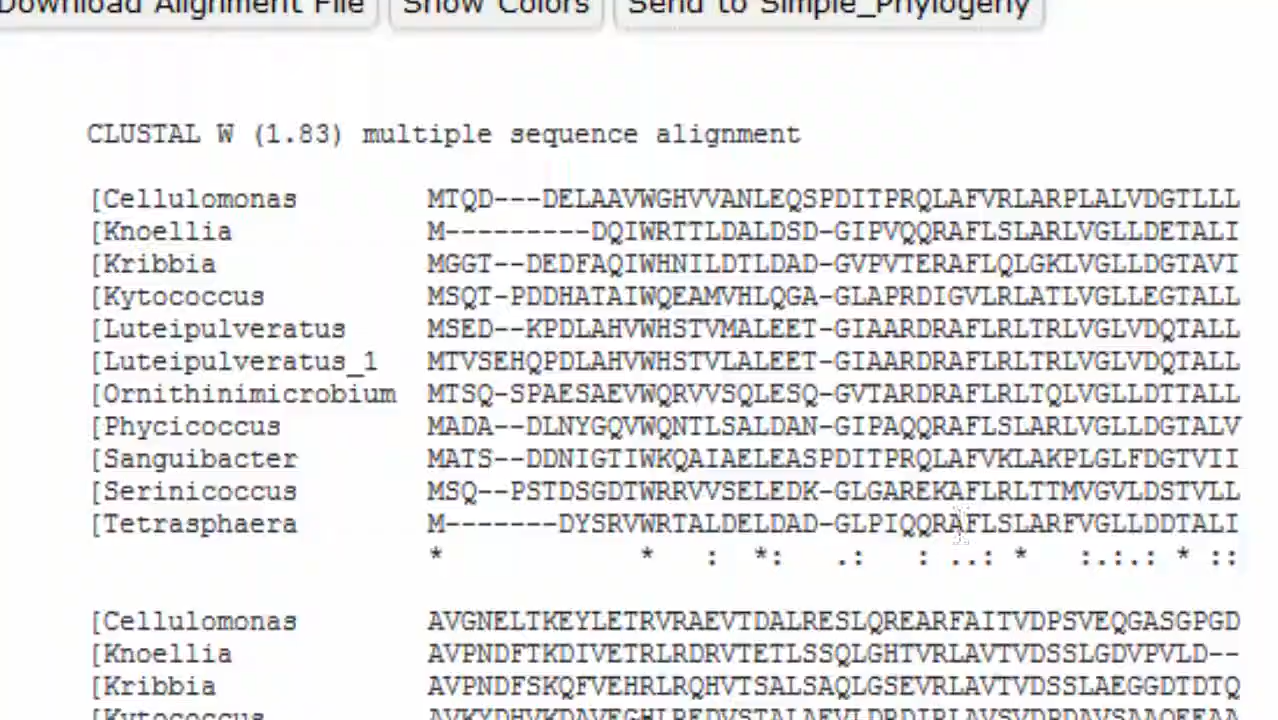 Download Alignment File Show Colors Send to Simple_Phylogeny
CLUSTAL W (1.83) multiple sequence alignment
[Cellulomonas MTQD---DELAAVWGHVVANLEQSPDITPRQLAFVRLARPLALVDGTLLL
[Knoellia M----------DQIWRTTLDALDSD-GIPVQQRAFLSLARLVGLLDETALI
[Kribbia MGGT--DEDFAQIWHNILDTLDAD-GVPVTERAFLQLGKLVGLLDGTAVI
[Kytococcus MSQT-PDDHATAIWQEAMVHLQGA-GLAPRDIGVLRLATLVGLLEGTALL
[Luteipulveratus MSED--KPDLAHVWHSTVMALEET-GIAARDRAFLRLTRLVGLVDQTALL
[Luteipulveratus_1 MTVSEHQPDLAHVWHSTVLALEET-GIAARDRAFLRLTRLVGLVDQTALL
[Ornithinimicrobium MTSQ-SPAESAEVWQRVVSQLESQ-GVTARDRAFLRLTQLVGLLDTTALL
[Phycicoccus MADA--DLNYGQVWQNTLSALDAN-GIPAQQRAFLSLARLVGLLDGTALV
[Sanguibacter MATS--DDNIGTIWKQAIAELEASPDITPRQLAFVKLAKPLGLFDGTVII
[Serinicoccus MSQ--PSTDSGDTWRRVVSELEDK-GLGAREKAFLRLTTMVGVLDSTVLL
[Tetrasphaera M-------DYSRVWRTALDELDAD-GLPIQQRAFLSLARFVGLLDDTALI
* * : *: .: : ..: * :.:.: * ::
[Cellulomonas AVGNELTKEYLETRVRAEVTDALRESLQREARFAITVDPSVEQGASGPGD
[Knoellia AVPNDFTKDIVETRLRDRVTETLSSQLGHTVRLAVTVDSSLGDVPVLD--
[Kribbia AVPNDFSKQFVEHRLRQHVTSALSAQLGSEVRLAVTVDSSLAEGGDTDTQ